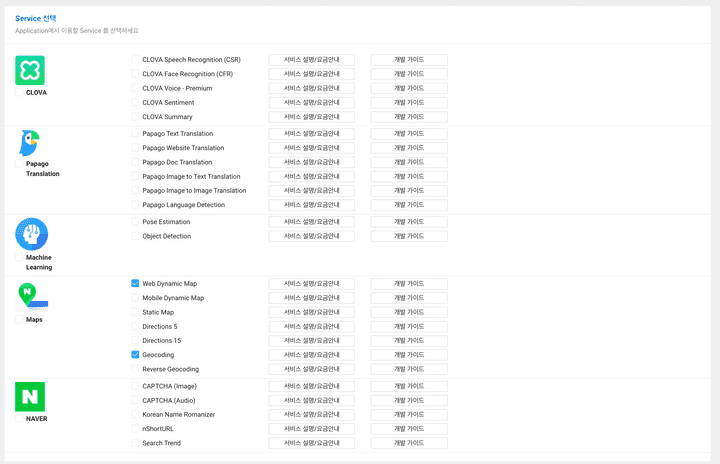 Service 선택
Application에서 이용할 Service 를 선택하세요
CLOVA
CLOVA Speech Recognition (CSR) 서비스 설명/요금안내 개발 가이드
CLOVA Face Recognition (CFR) 서비스 설명/요금안내 개발 가이드
CLOVA Voice - Premium 서비스 설명/요금안내 개발 가이드
CLOVA Sentiment 서비스 설명/요금안내 개발 가이드
CLOVA Summary 서비스 설명/요금안내 개발 가이드
Papago
Translation
Papago Text Translation 서비스 설명/요금안내 개발 가이드
Papago Website Translation 서비스 설명/요금안내 개발 가이드
Papago Doc Translation 서비스 설명/요금안내 개발 가이드
Papago Image to Text Translation 서비스 설명/요금안내 개발 가이드
Papago Image to Image Translation 서비스 설명/요금안내 개발 가이드
Papago Language Detection 서비스 설명/요금안내 개발 가이드
Machine
Learning
Pose Estimation 서비스 설명/요금안내 개발 가이드
Object Detection 서비스 설명/요금안내 개발 가이드
N
Maps
Web Dynamic Map 서비스 설명/요금안내 개발 가이드
Mobile Dynamic Map 서비스 설명/요금안내 개발 가이드
Static Map 서비스 설명/요금안내 개발 가이드
Directions 5 서비스 설명/요금안내 개발 가이드
Directions 15 서비스 설명/요금안내 개발 가이드
Geocoding 서비스 설명/요금안내 개발 가이드
Reverse Geocoding 서비스 설명/요금안내 개발 가이드
N
NAVER
CAPTCHA (Image) 서비스 설명/요금안내 개발 가이드
CAPTCHA (Audio) 서비스 설명/요금안내 개발 가이드
Korean Name Romanizer 서비스 설명/요금안내 개발 가이드
nShortURL 서비스 설명/요금안내 개발 가이드
Search Trend 서비스 설명/요금안내 개발 가이드